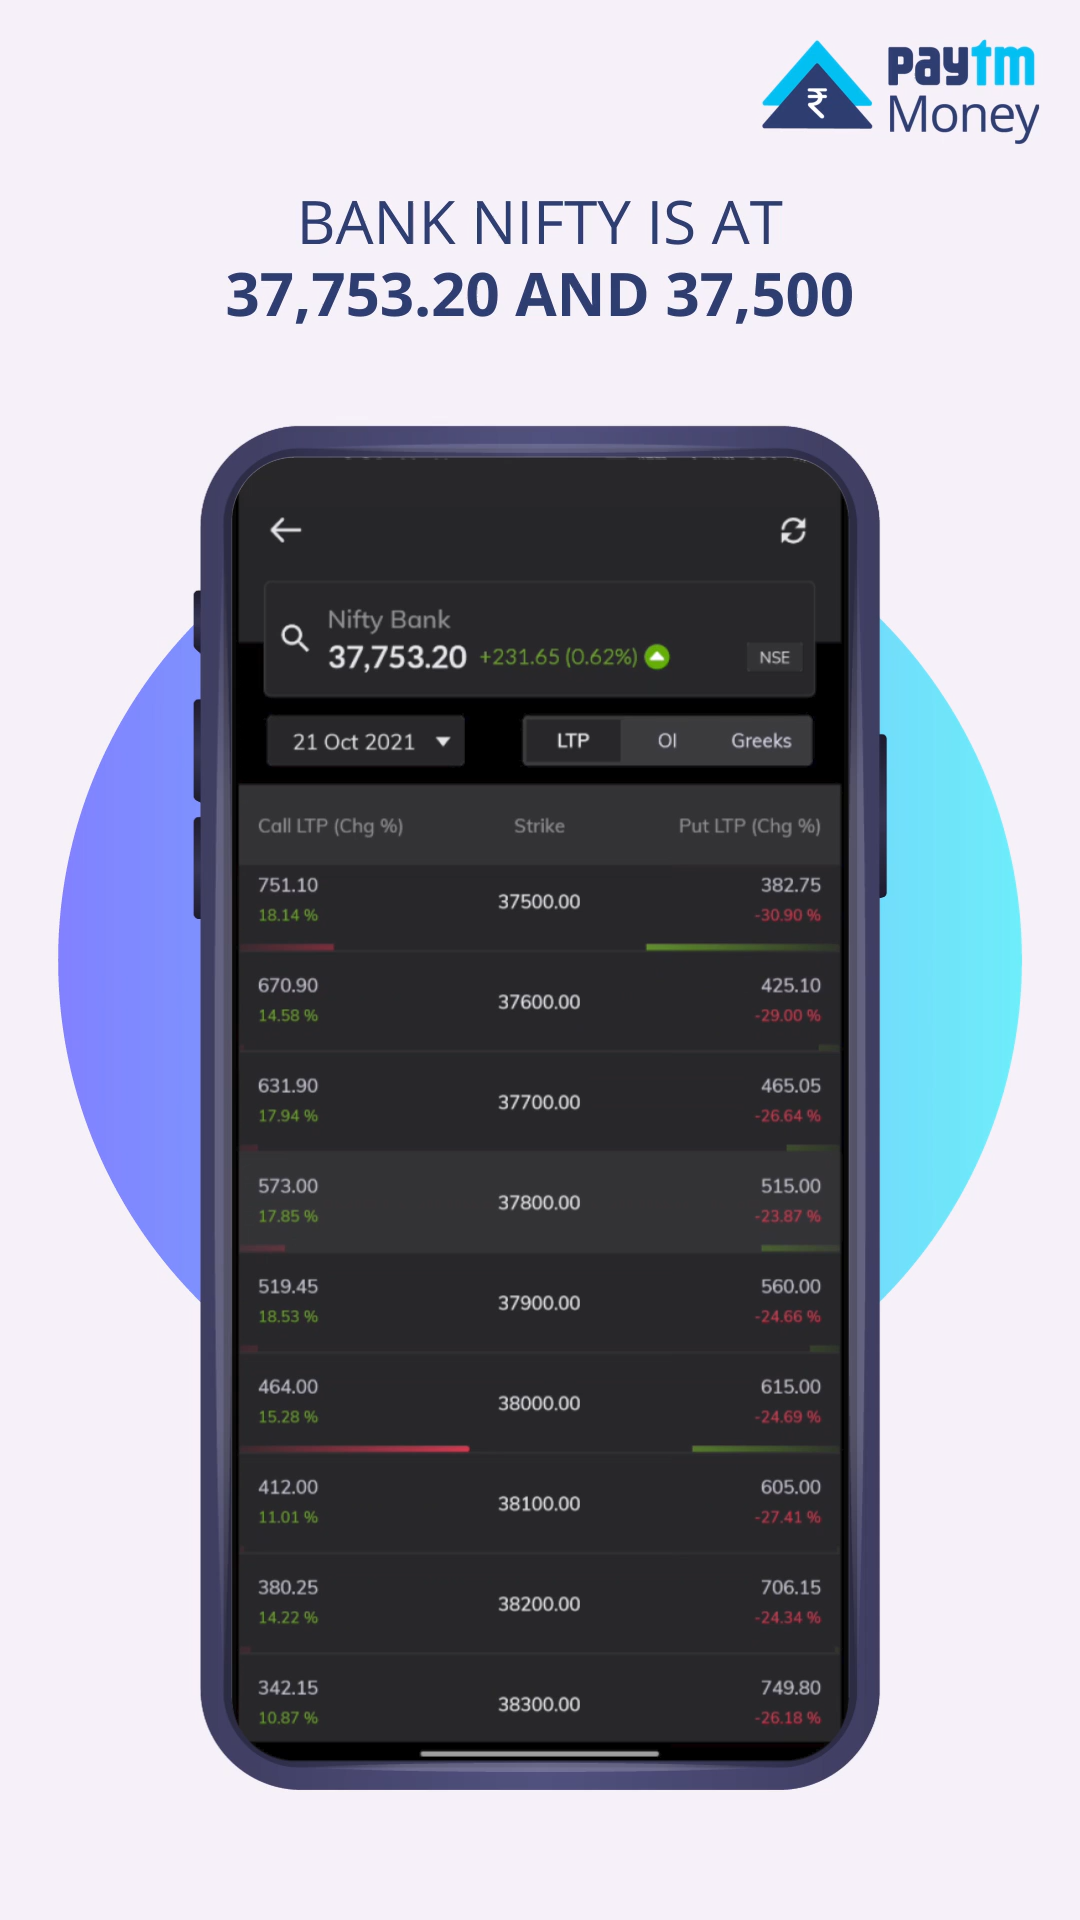 ₹
paytm
Money
BANK NIFTY IS AT
37,753.20 AND 37,500
Nifty Bank
37,753.20 +231.65 (0.62%) NSE
21 Oct 2021 LTP OI Greeks
Call LTP (Chg %) Strike Put LTP (Chg %)
751.10 37500.00 382.75
18.14 % -30.90 %
670.90 37600.00 425.10
14.58 % -29.00 %
631.90 37700.00 465.05
17.94 % -26.64 %
573.00 37800.00 515.00
17.85 % -23.87 %
519.45 37900.00 560.00
18.53 % -24.66 %
464.00 38000.00 615.00
15.28 % -24.69 %
412.00 38100.00 605.00
11.01 % -27.41 %
380.25 38200.00 706.15
14.22 % -24.34 %
342.15 38300.00 749.80
10.87 % -26.18 %